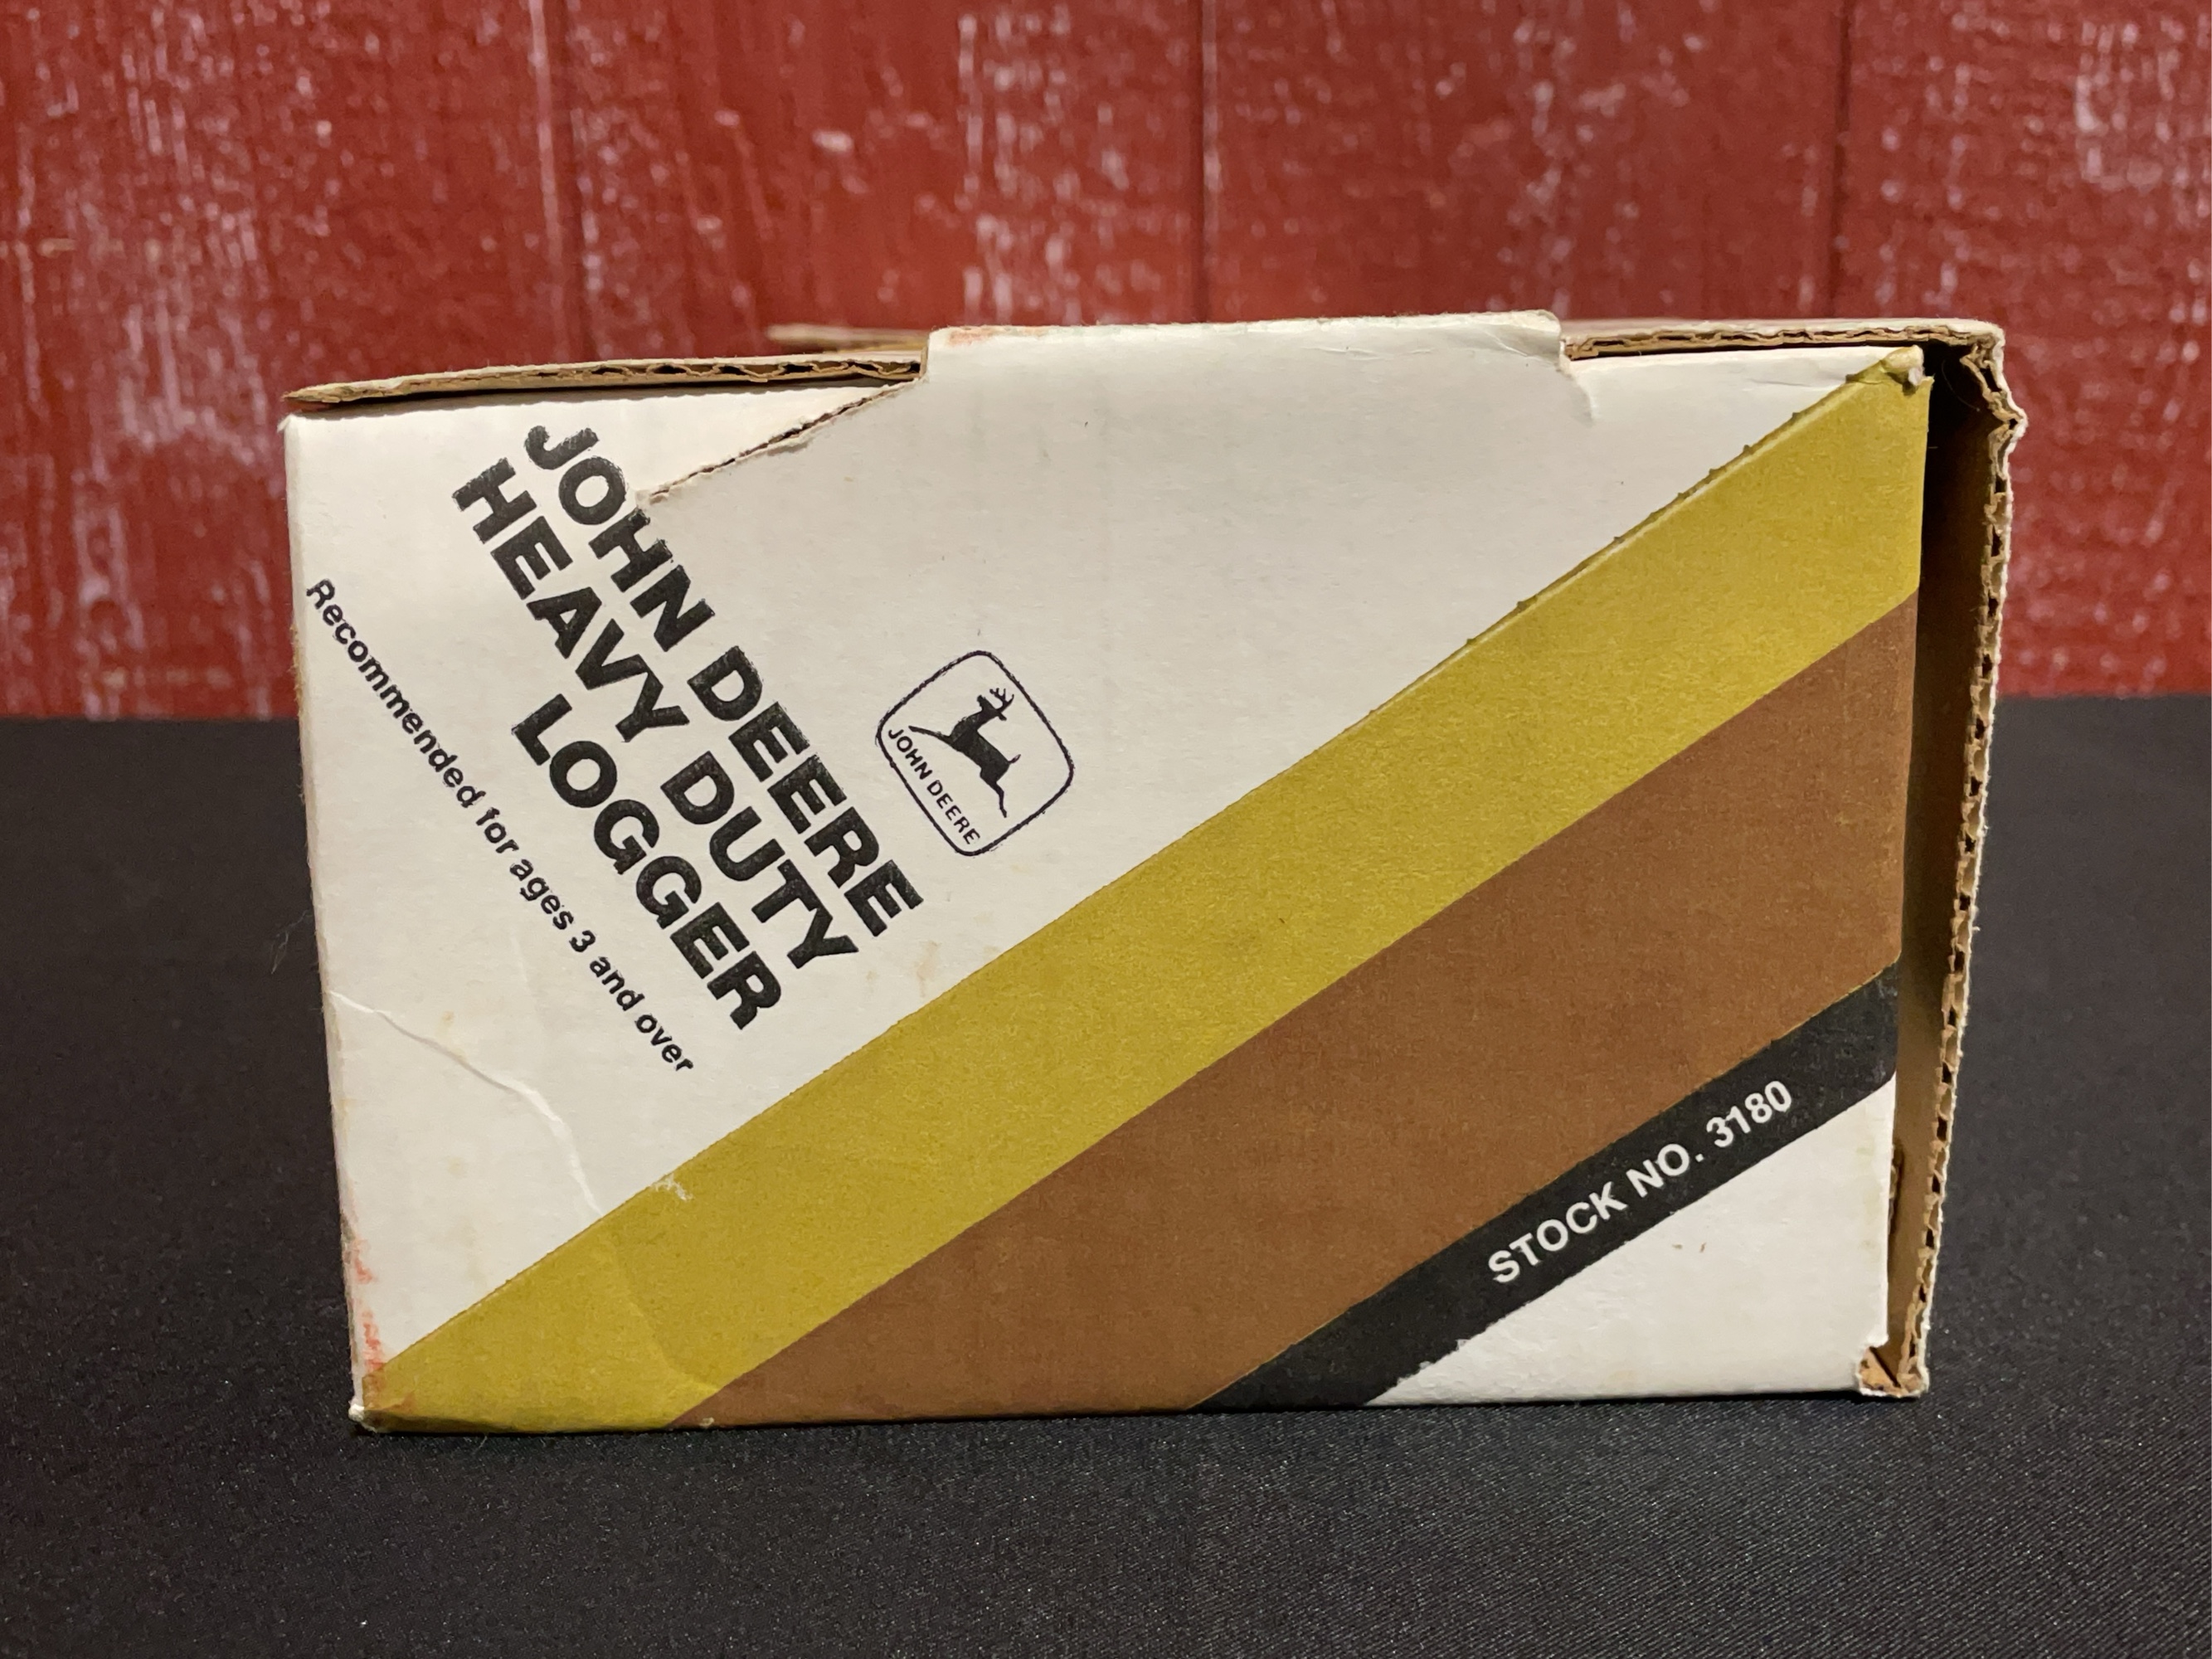 JOHN DEERE
HEAVY DUTY
LOGGER
Recommended for ages 3 and over
JOHN DEERE
STOCK NO. 3180